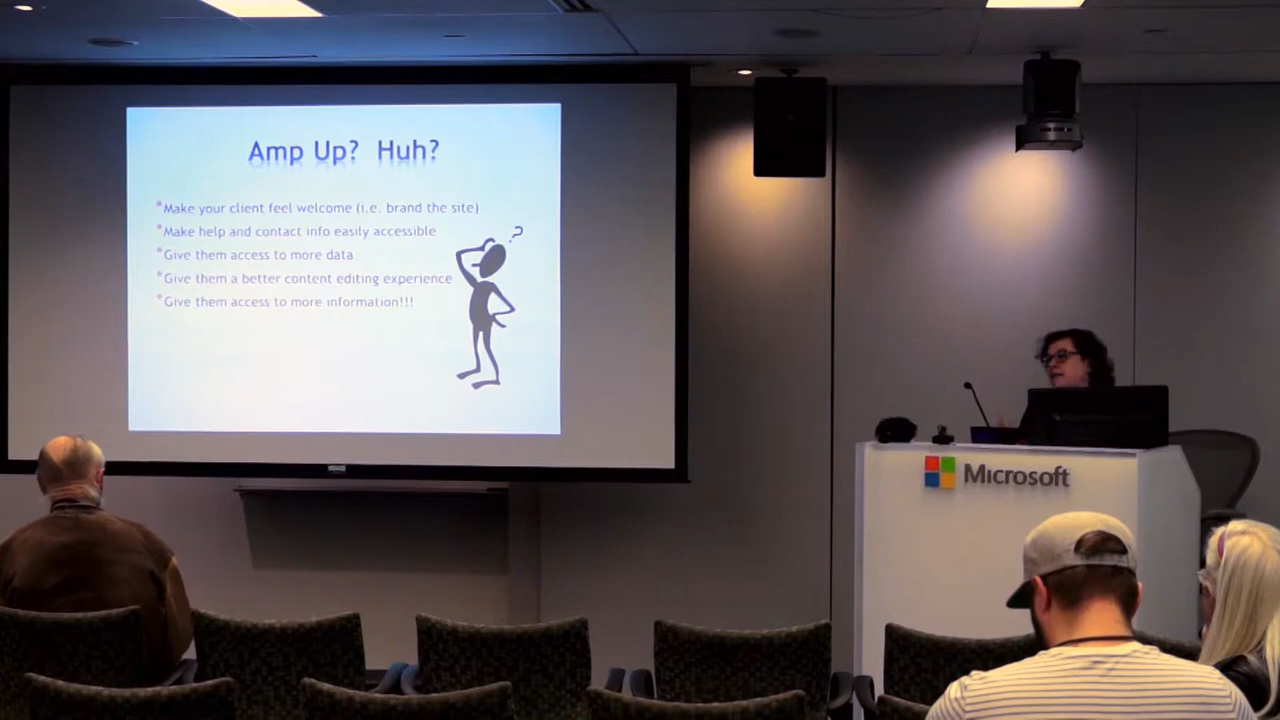 Amp Up? Huh?
*Make your client feel welcome (i.e. brand the site)
*Make help and contact info easily accessible
*Give them access to more data
*Give them a better content editing experience
*Give them access to more information!!!
?
Microsoft